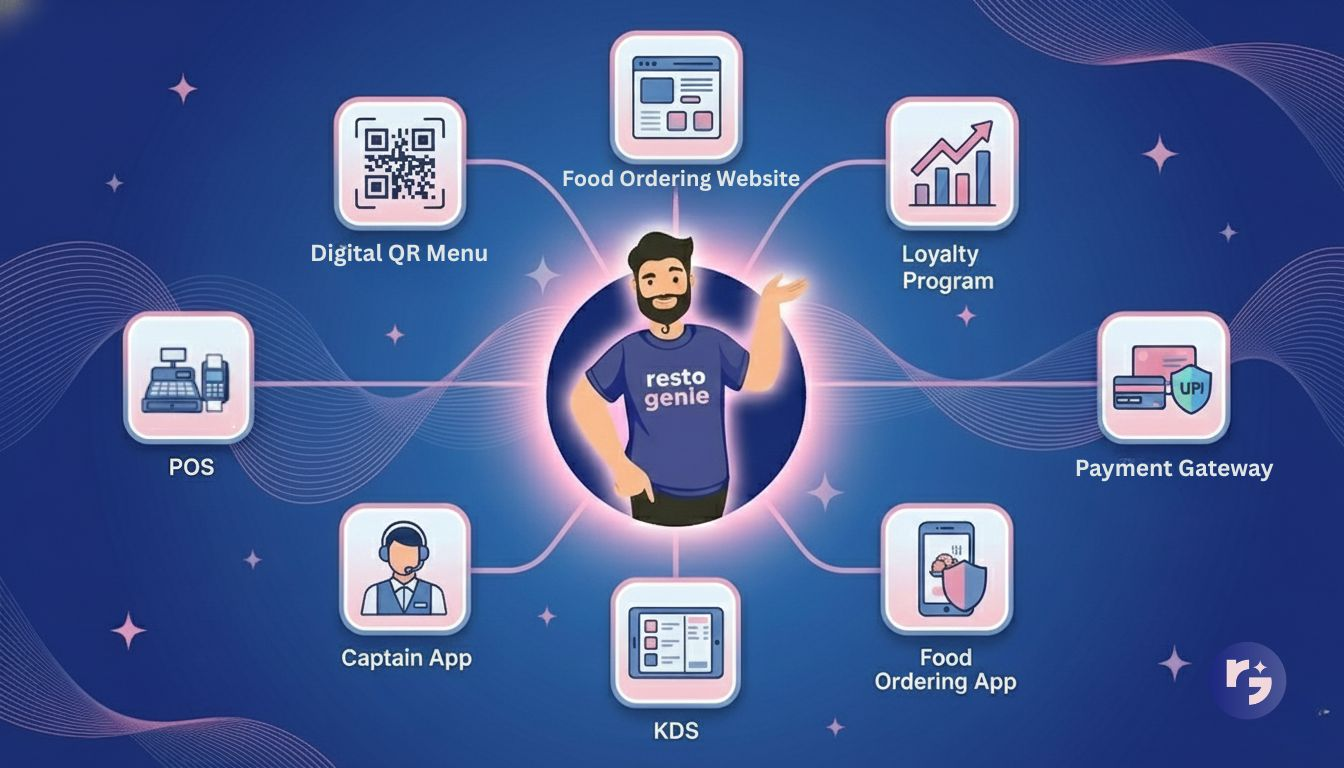 Food Ordering Website
Digital QR Menu
Loyalty
Program
resto
genie
POS
UPI
Payment Gateway
Captain App
Food
Ordering App
KDS
rg